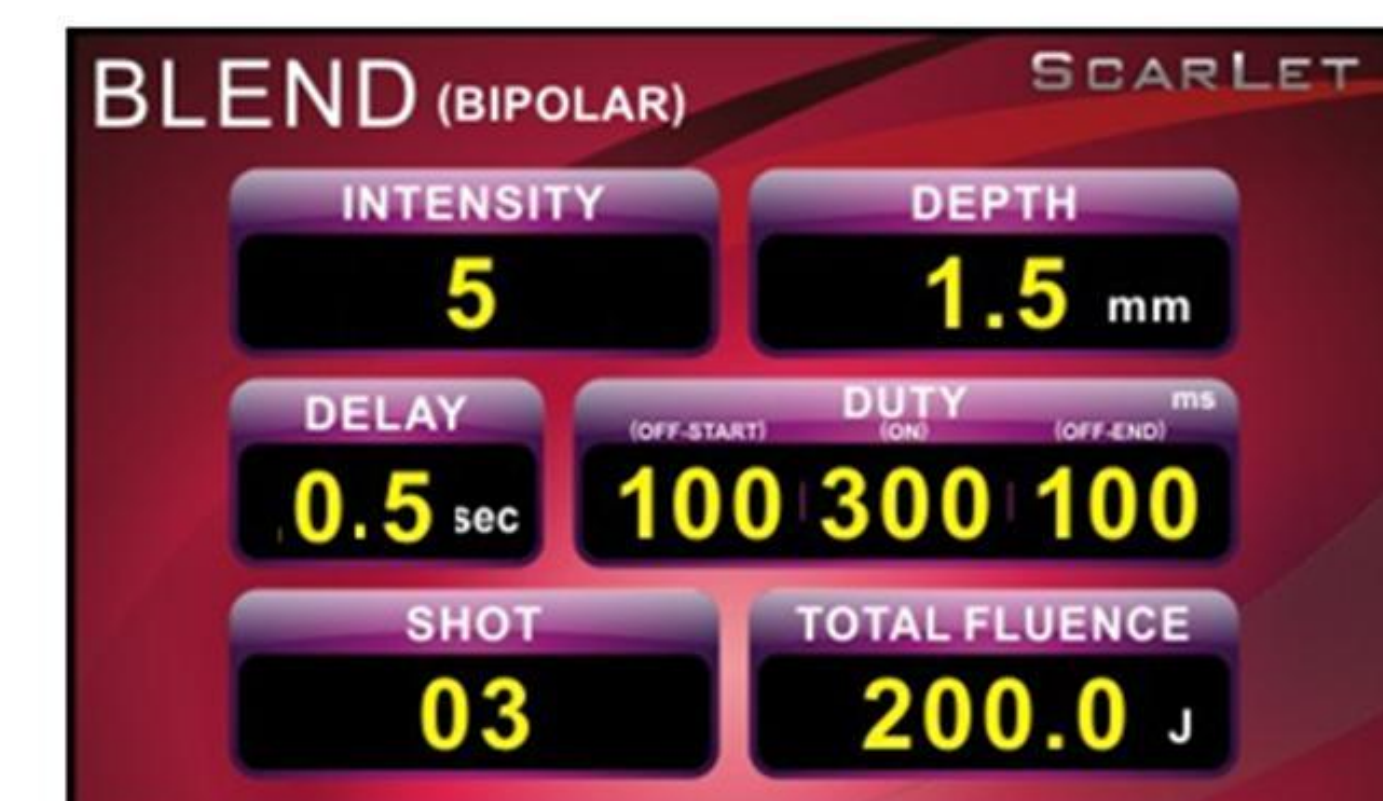 BLEND (BIPOLAR)
SCARLET
INTENSITY
5
DEPTH
1.5 mm
DELAY
0.5 sec
DUTY ms
(OFF-START) (ON) (OFF-END)
100 300 100
SHOT
03
TOTAL FLUENCE
200.0 J